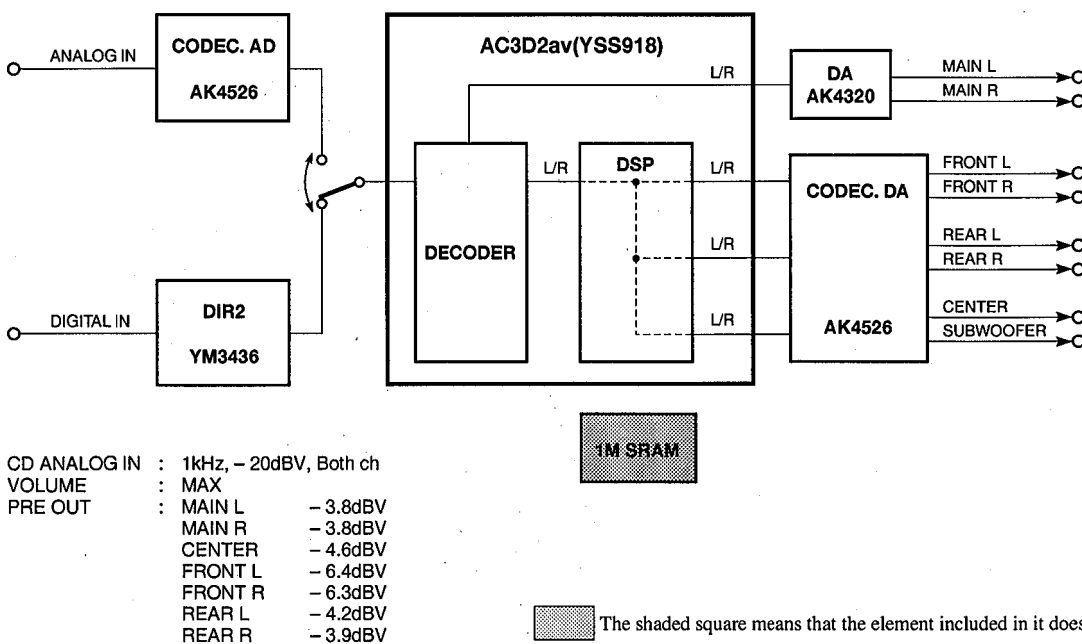 ANALOG IN
CODEC. AD
AK4526
DIGITAL IN
DIR2
YM3436
AC3D2av(YSS918)
L/R
DECODER
L/R
DSP
L/R
L/R
L/R
DA
AK4320
MAIN L
MAIN R
CODEC. DA
AK4526
FRONT L
FRONT R
REAR L
REAR R
CENTER
SUBWOOFER
1M SRAM
CD ANALOG IN : 1kHz, – 20dBV, Both ch
VOLUME : MAX
PRE OUT : MAIN L – 3.8dBV
MAIN R – 3.8dBV
CENTER – 4.6dBV
FRONT L – 6.4dBV
FRONT R – 6.3dBV
REAR L – 4.2dBV
REAR R – 3.9dBV
The shaded square means that the element included in it does